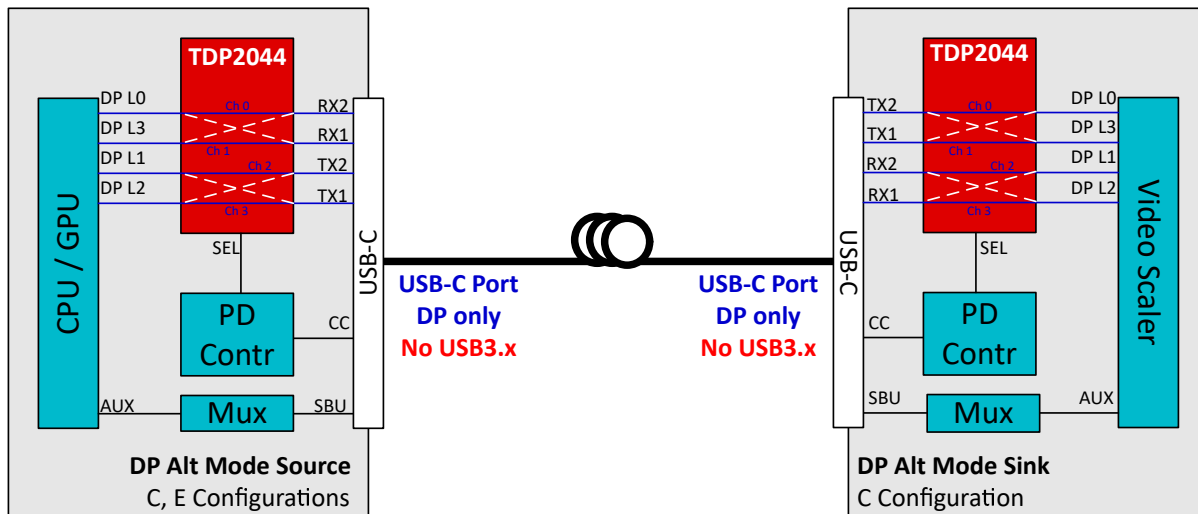 TDP2044
DP L0
Ch 0
RX2
DP L3
Ch 1
RX1
DP L1
Ch 2
TX2
DP L2
Ch 3
TX1
CPU / GPU
SEL
USB-C
PD
Contr
CC
AUX
Mux
SBU
DP Alt Mode Source
C, E Configurations
USB-C Port
DP only
No USB3.x
USB-C Port
DP only
No USB3.x
TDP2044
TX2
Ch 0
DP L0
TX1
Ch 1
DP L3
RX2
Ch 2
DP L1
RX1
Ch 3
DP L2
USB-C
SEL
Video Scaler
CC
PD
Contr
SBU
Mux
AUX
DP Alt Mode Sink
C Configuration